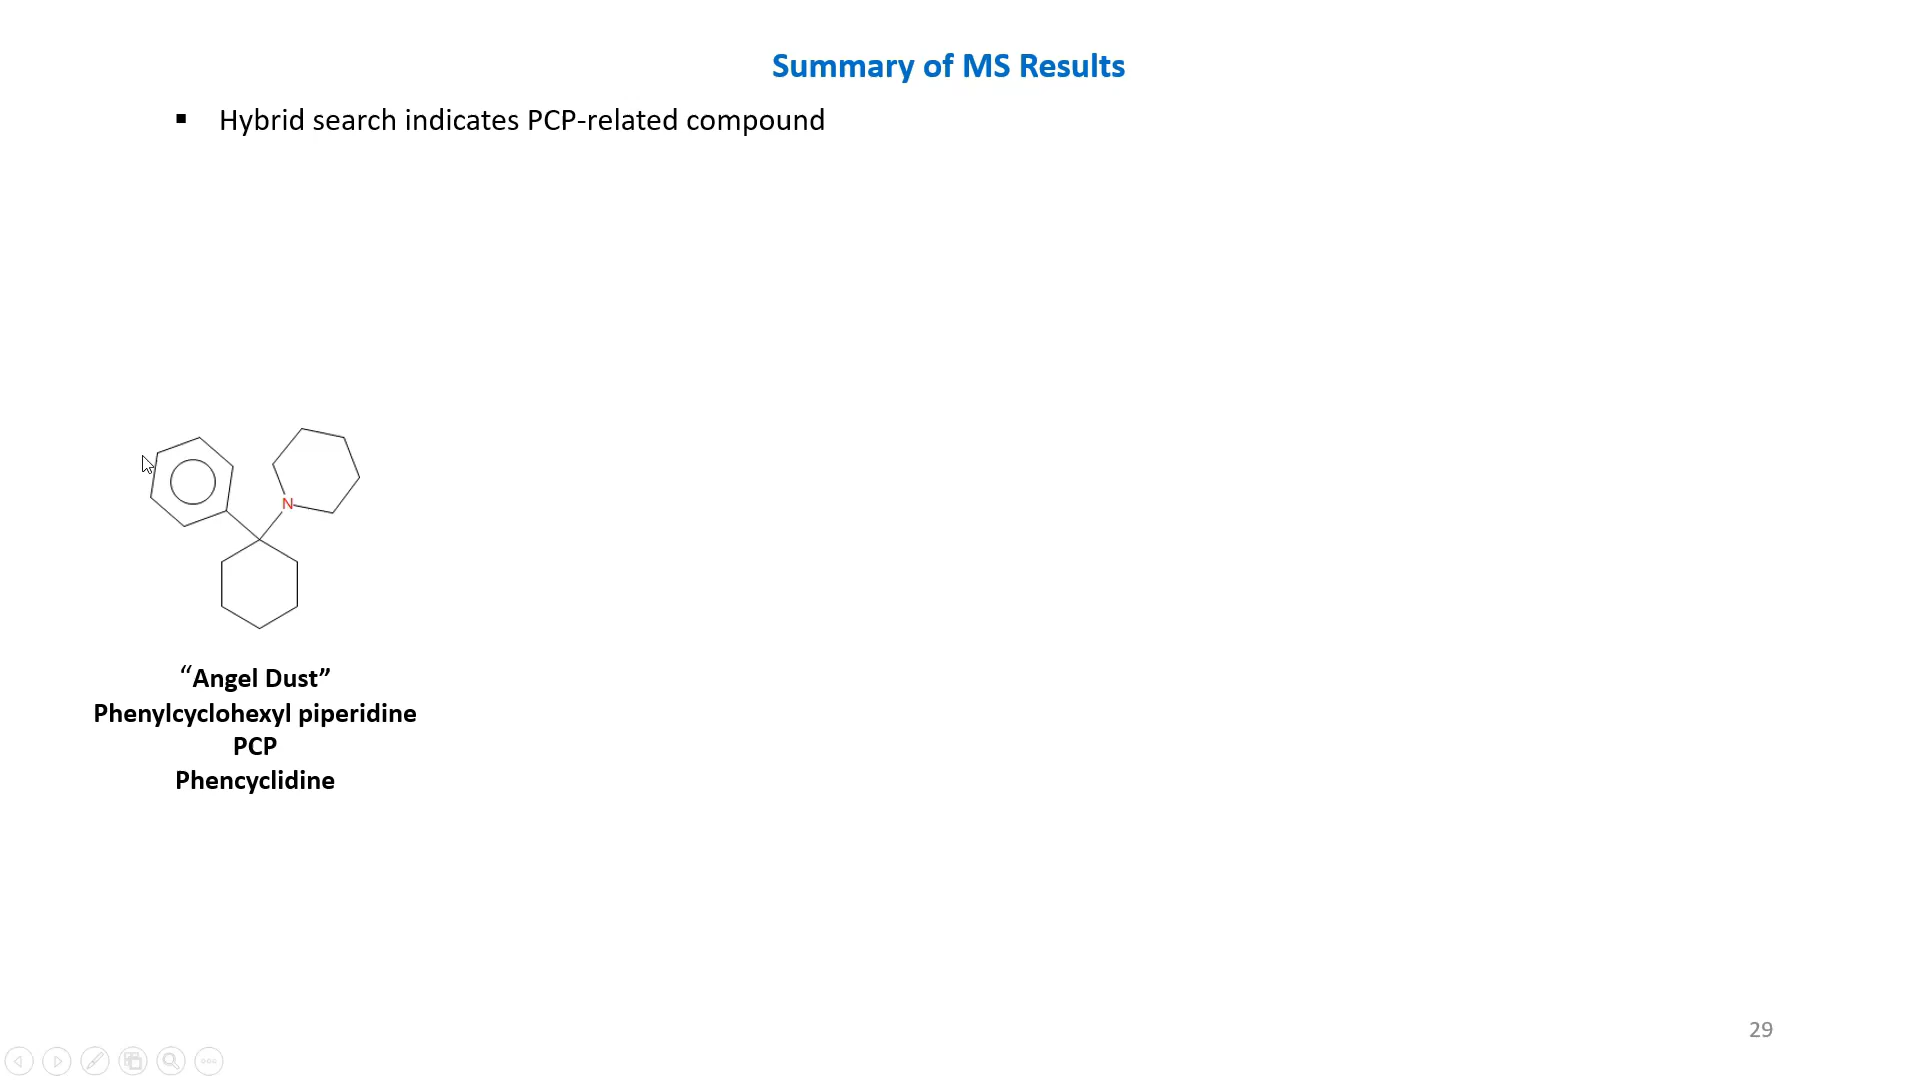 Summary of MS Results
▪ Hybrid search indicates PCP-related compound
N
“Angel Dust”
Phenylcyclohexyl piperidine
PCP
Phencyclidine
29